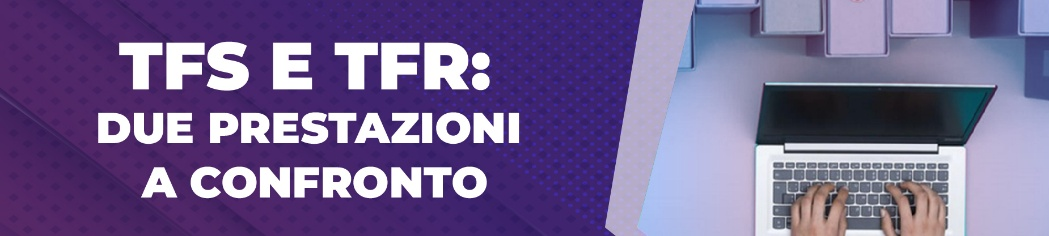 TFS E TFR:
DUE PRESTAZIONI
A CONFRONTO